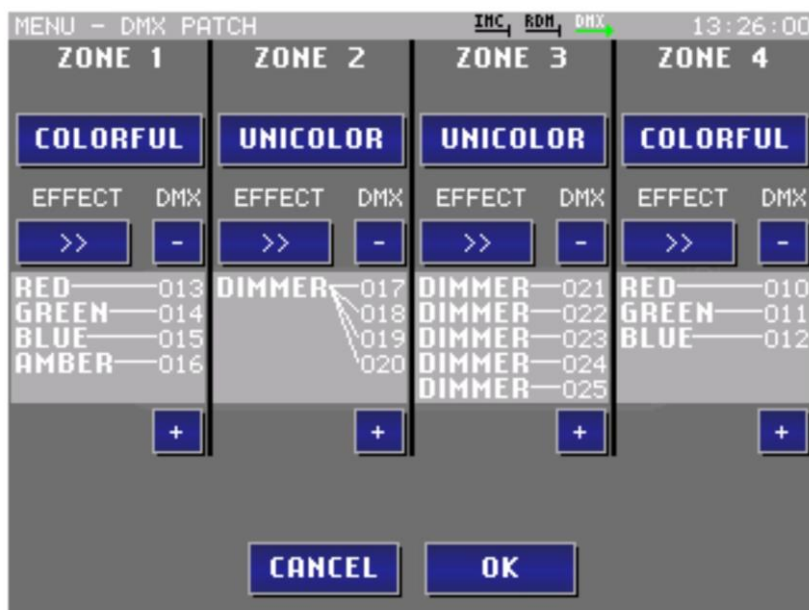 MENU - DMX PATCH IMC RDM DMX 13:26:00
ZONE 1 ZONE 2 ZONE 3 ZONE 4
COLORFUL UNICOLOR UNICOLOR COLORFUL
EFFECT DMX EFFECT DMX EFFECT DMX EFFECT DMX
>> - >> - >> - >> -
RED 013 DIMMER 017 DIMMER 021 RED 010
GREEN 014 018 DIMMER 022 GREEN 011
BLUE 015 019 DIMMER 023 BLUE 012
AMBER 016 020 DIMMER 024
DIMMER 025
+ + + +
CANCEL OK